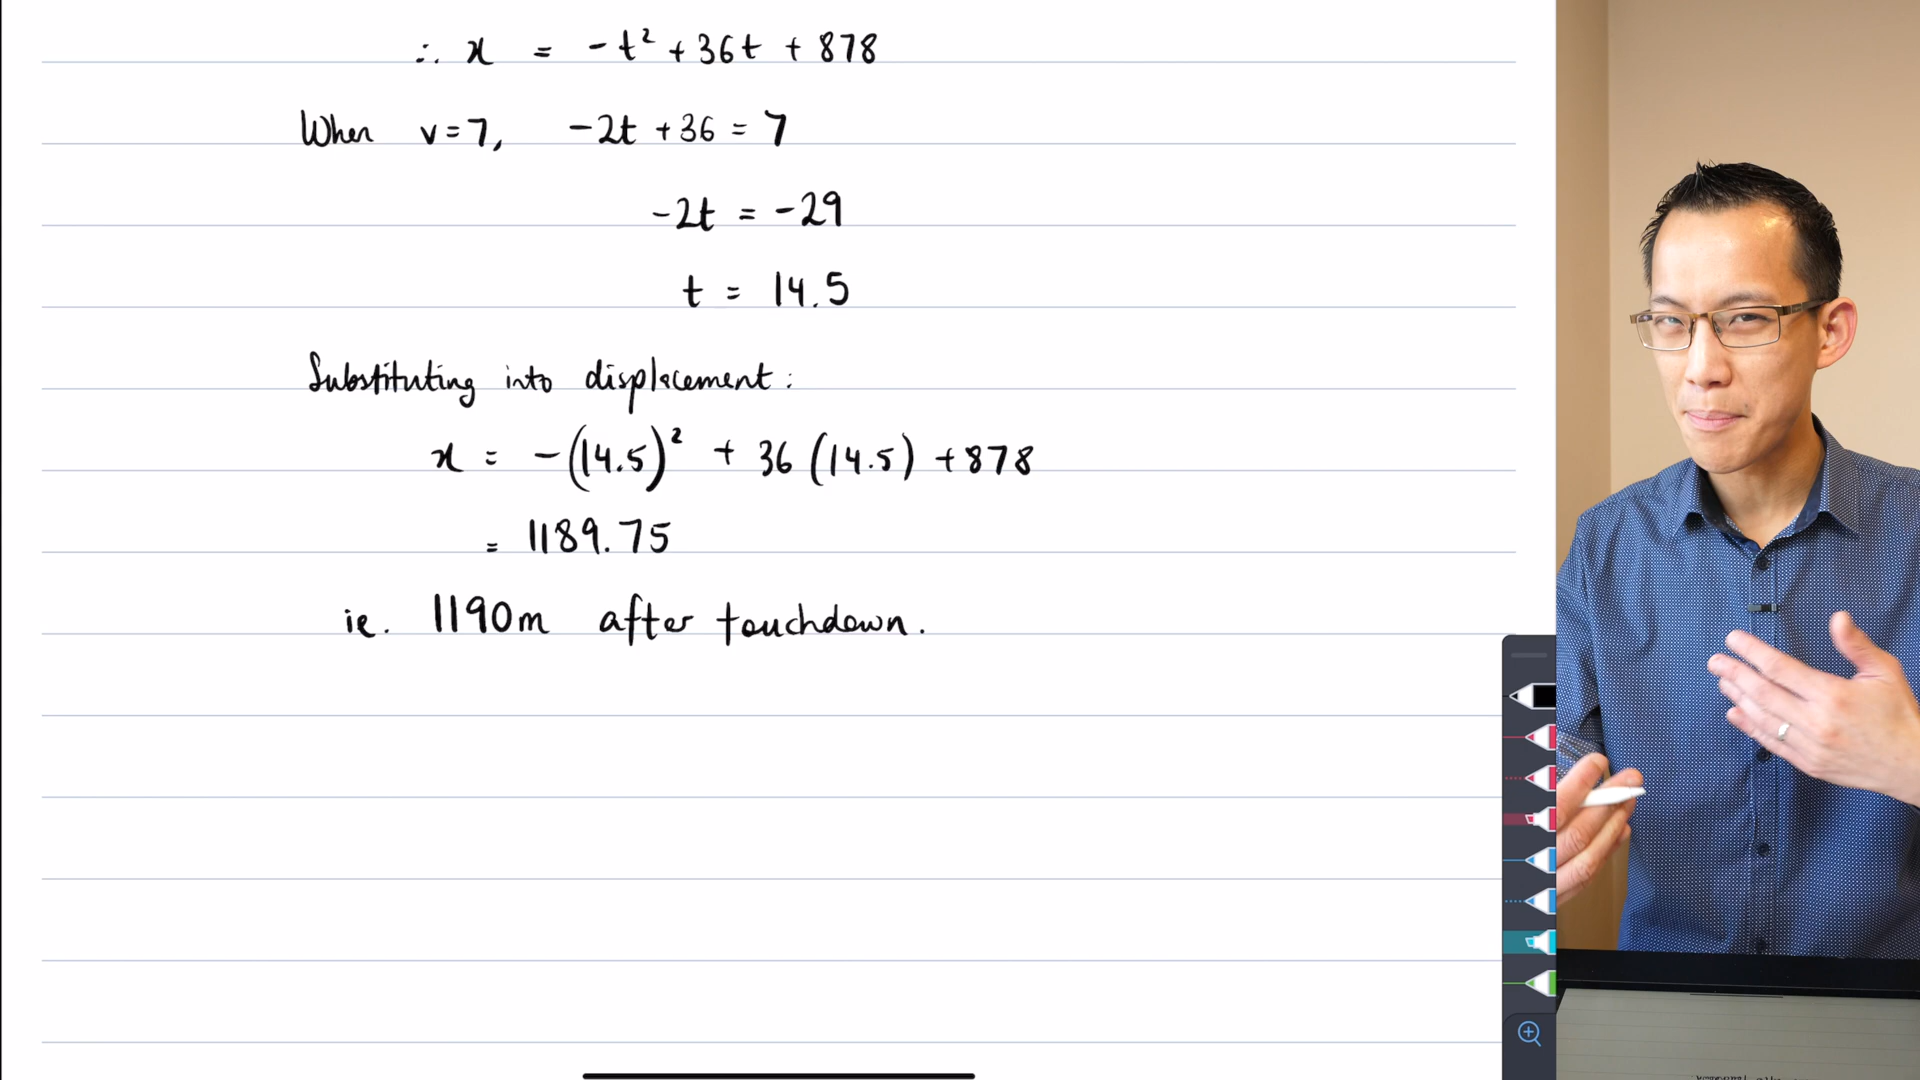 ∴ x = -t² + 36t + 878
When v=7, -2t + 36 = 7
-2t = -29
t = 14.5
Substituting into displacement:
x = -(14.5)² + 36 (14.5) + 878
= 1189.75
ie. 1190m after touchdown.